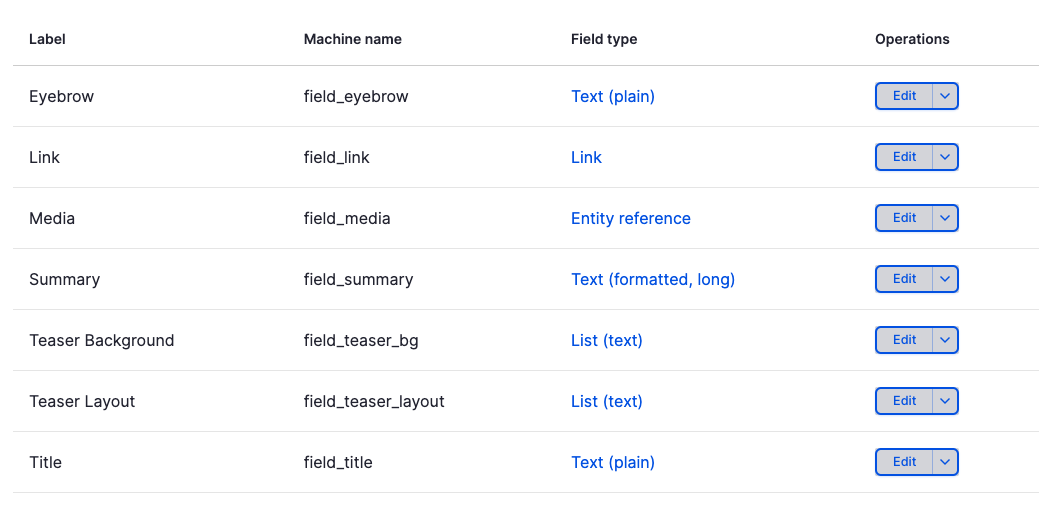 Label Machine name Field type Operations
Eyebrow field_eyebrow Text (plain) Edit
Link field_link Link Edit
Media field_media Entity reference Edit
Summary field_summary Text (formatted, long) Edit
Teaser Background field_teaser_bg List (text) Edit
Teaser Layout field_teaser_layout List (text) Edit
Title field_title Text (plain) Edit